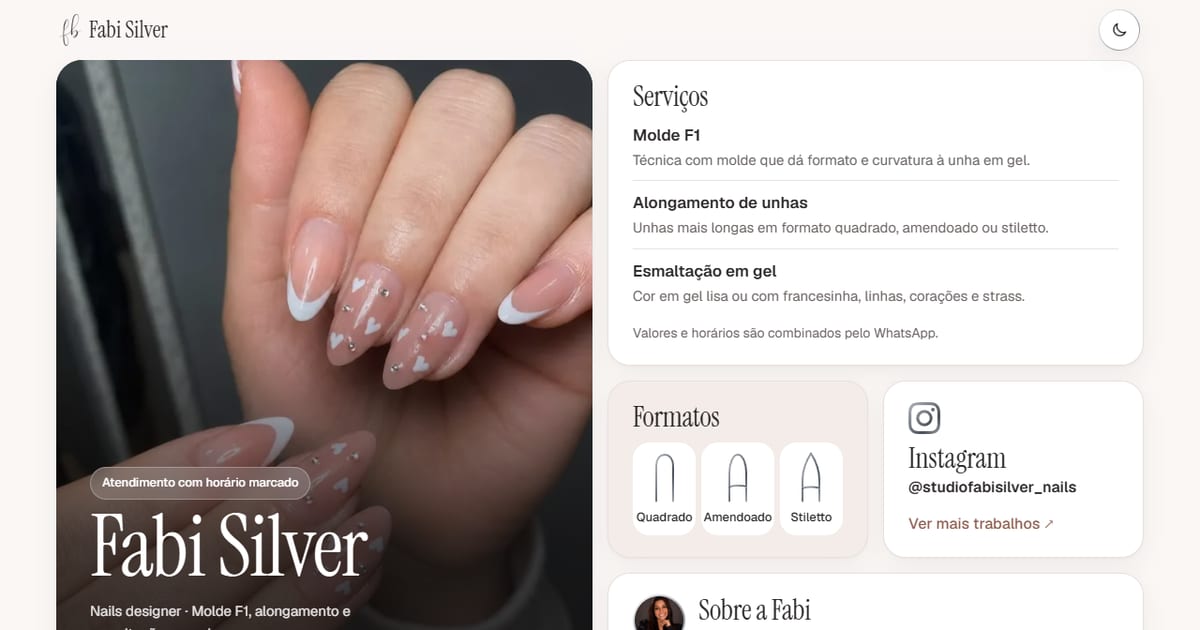 fb Fabi Silver
Atendimento com horário marcado
Fabi Silver
Nails designer · Molde F1, alongamento e
Serviços
Molde F1
Técnica com molde que dá formato e curvatura à unha em gel.
Alongamento de unhas
Unhas mais longas em formato quadrado, amendoado ou stiletto.
Esmaltação em gel
Cor em gel lisa ou com francesinha, linhas, corações e strass.
Valores e horários são combinados pelo WhatsApp.
Formatos
Quadrado
Amendoado
Stiletto
Instagram
@studiofabisilver_nails
Ver mais trabalhos ↗
Sobre a Fabi